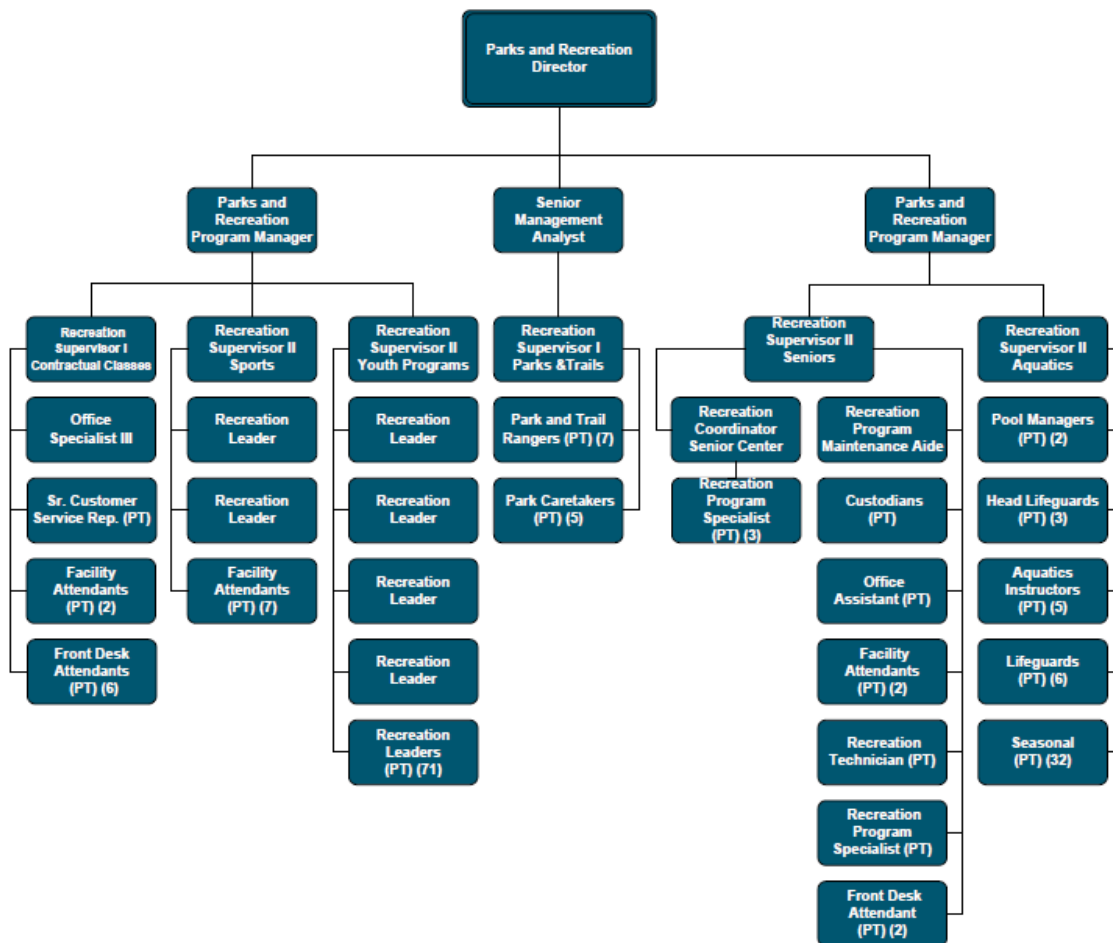 Parks and Recreation
Director
Parks and
Recreation
Program Manager
Senior
Management
Analyst
Parks and
Recreation
Program Manager
Recreation
Supervisor I
Contractual Classes
Office
Specialist III
Sr. Customer
Service Rep. (PT)
Facility
Attendants
(PT) (2)
Front Desk
Attendants
(PT) (6)
Recreation
Supervisor II
Sports
Recreation
Leader
Recreation
Leader
Facility
Attendants
(PT) (7)
Recreation
Supervisor II
Youth Programs
Recreation
Leader
Recreation
Leader
Recreation
Leader
Recreation
Leader
Recreation
Leaders
(PT) (71)
Recreation
Supervisor I
Parks &Trails
Park and Trail
Rangers (PT) (7)
Park Caretakers
(PT) (5)
Recreation
Supervisor II
Seniors
Recreation
Coordinator
Senior Center
Recreation
Program
Specialist
(PT) (3)
Recreation
Program
Maintenance Aide
Custodians
(PT)
Office
Assistant (PT)
Facility
Attendants
(PT) (2)
Recreation
Technician (PT)
Recreation
Program
Specialist (PT)
Front Desk
Attendant
(PT) (2)
Recreation
Supervisor II
Aquatics
Pool Managers
(PT) (2)
Head Lifeguards
(PT) (3)
Aquatics
Instructors
(PT) (5)
Lifeguards
(PT) (6)
Seasonal
(PT) (32)